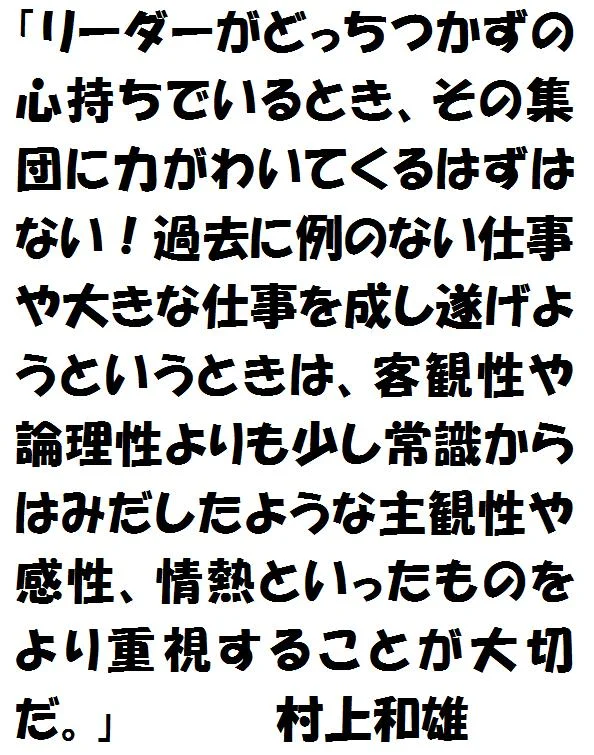 「リーダーがどっちつかずの
心持ちでいるとき、その集
団に力がわいてくるはずは
ない！過去に例のない仕事
や大きな仕事を成し遂げよ
うというときは、客観性や
論理性よりも少し常識から
はみだしたような主観性や
感性、情熱といったものを
より重視することが大切
だ。」　　　村上和雄